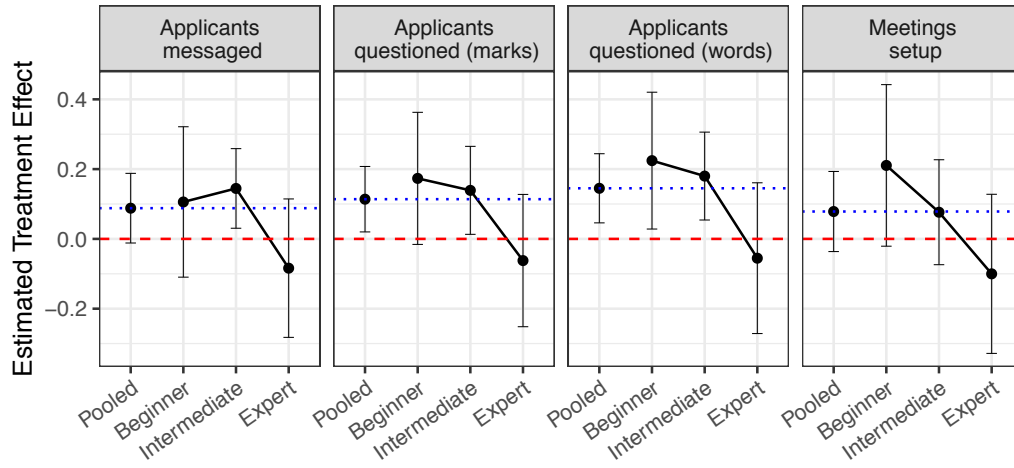 Applicants
messaged
Applicants
questioned (marks)
Applicants
questioned (words)
Meetings
setup
Estimated Treatment Effect
0.4
0.2
0.0
−0.2
Pooled
Beginner
Intermediate
Expert
Pooled
Beginner
Intermediate
Expert
Pooled
Beginner
Intermediate
Expert
Pooled
Beginner
Intermediate
Expert